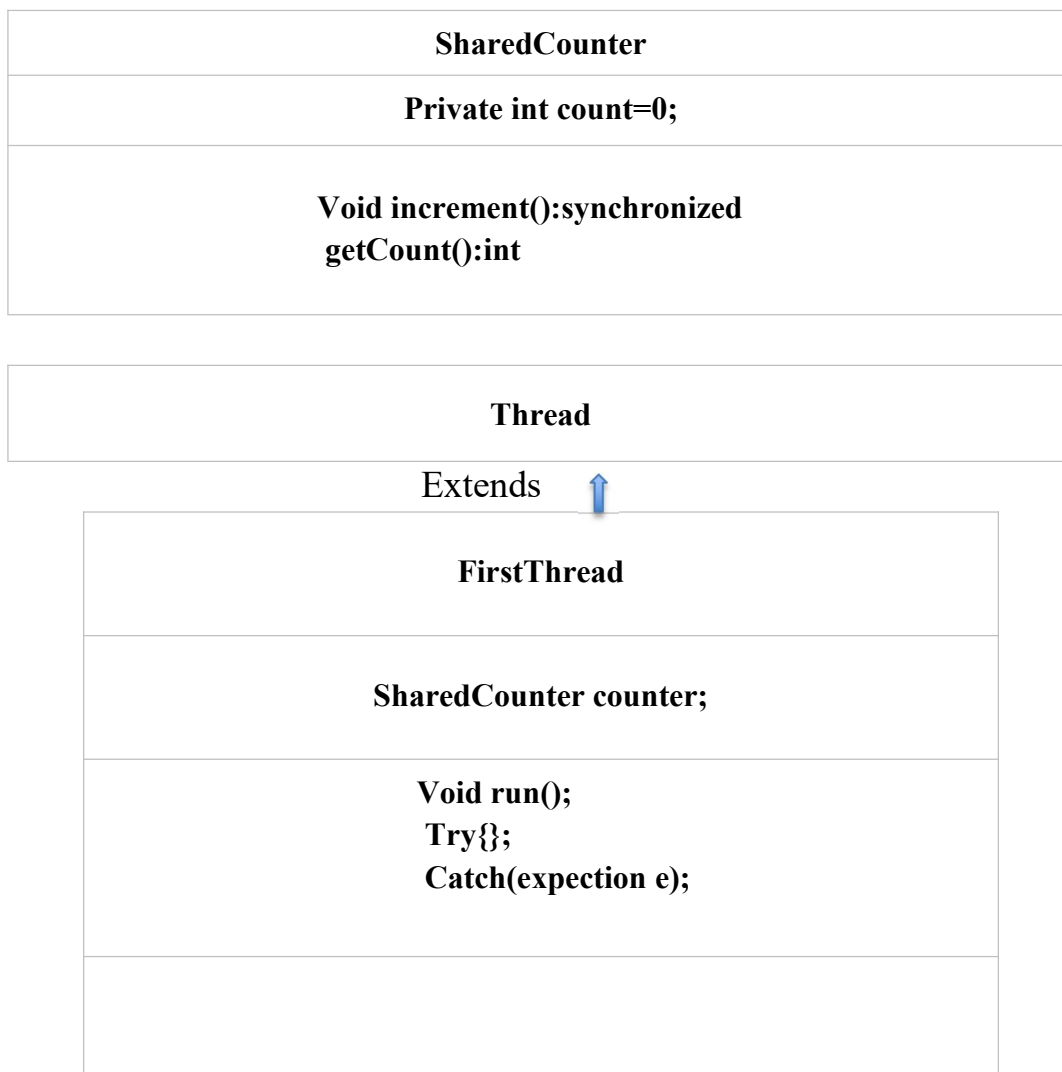 SharedCounter
Private int count=0;
Void increment():synchronized
getCount():int
Thread
Extends
FirstThread
SharedCounter counter;
Void run();
Try{};
Catch(expection e);